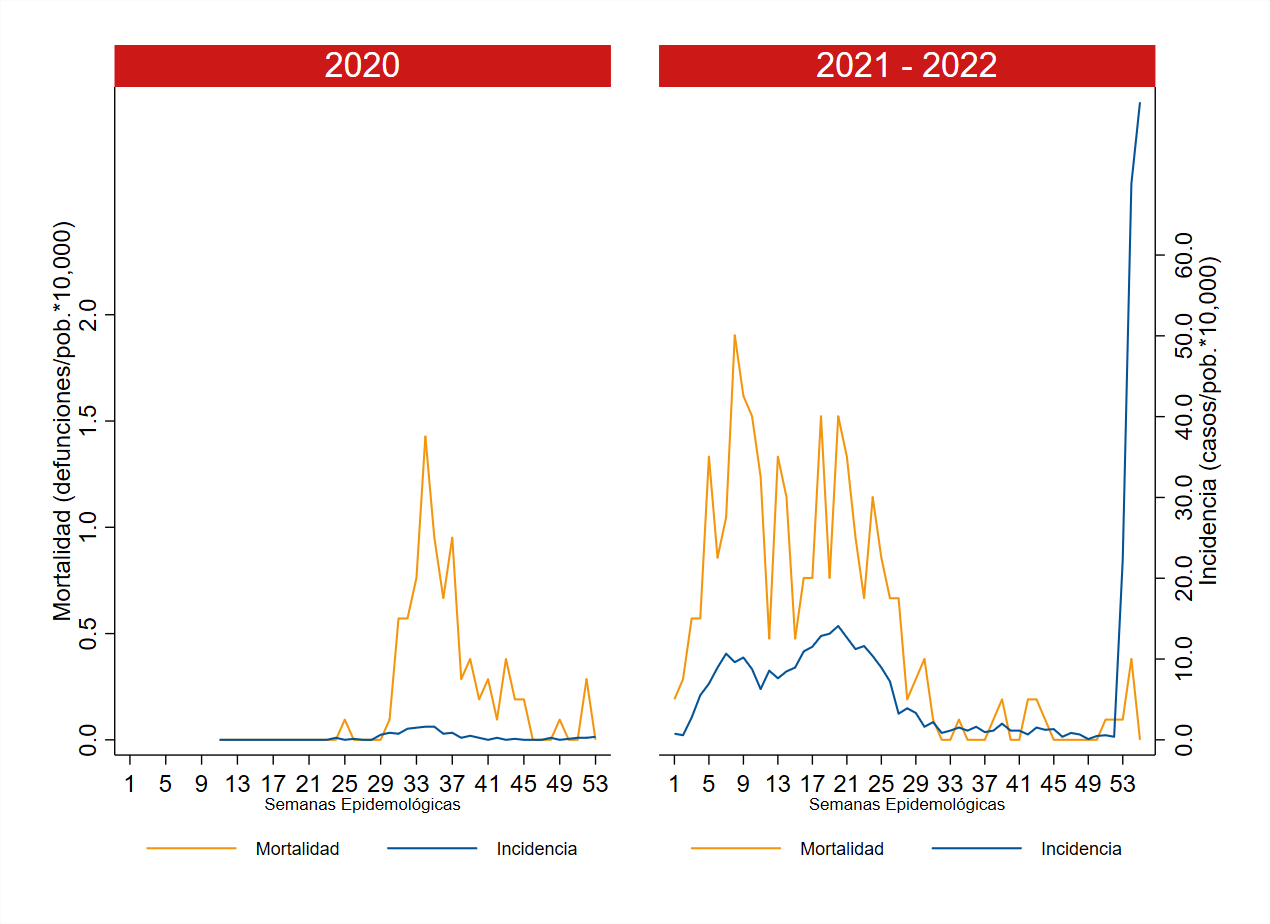 2020
2021 - 2022
Mortalidad (defunciones/pob.*10,000)
0.0 0.5 1.0 1.5 2.0
1 5 9 13 17 21 25 29 33 37 41 45 49 53
Semanas Epidemológicas
Mortalidad Incidencia
1 5 9 13 17 21 25 29 33 37 41 45 49 53
Semanas Epidemológicas
Mortalidad Incidencia
0.0 10.0 20.0 30.0 40.0 50.0 60.0
Incidencia (casos/pob.*10,000)